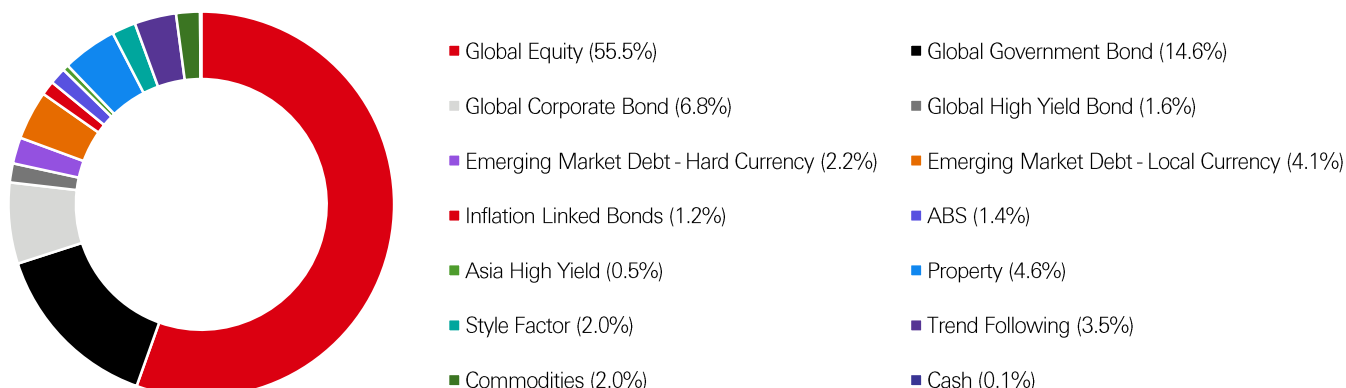 Global Equity (55.5%)
Global Government Bond (14.6%)
Global Corporate Bond (6.8%)
Global High Yield Bond (1.6%)
Emerging Market Debt - Hard Currency (2.2%)
Emerging Market Debt - Local Currency (4.1%)
Inflation Linked Bonds (1.2%)
ABS (1.4%)
Asia High Yield (0.5%)
Property (4.6%)
Style Factor (2.0%)
Trend Following (3.5%)
Commodities (2.0%)
Cash (0.1%)